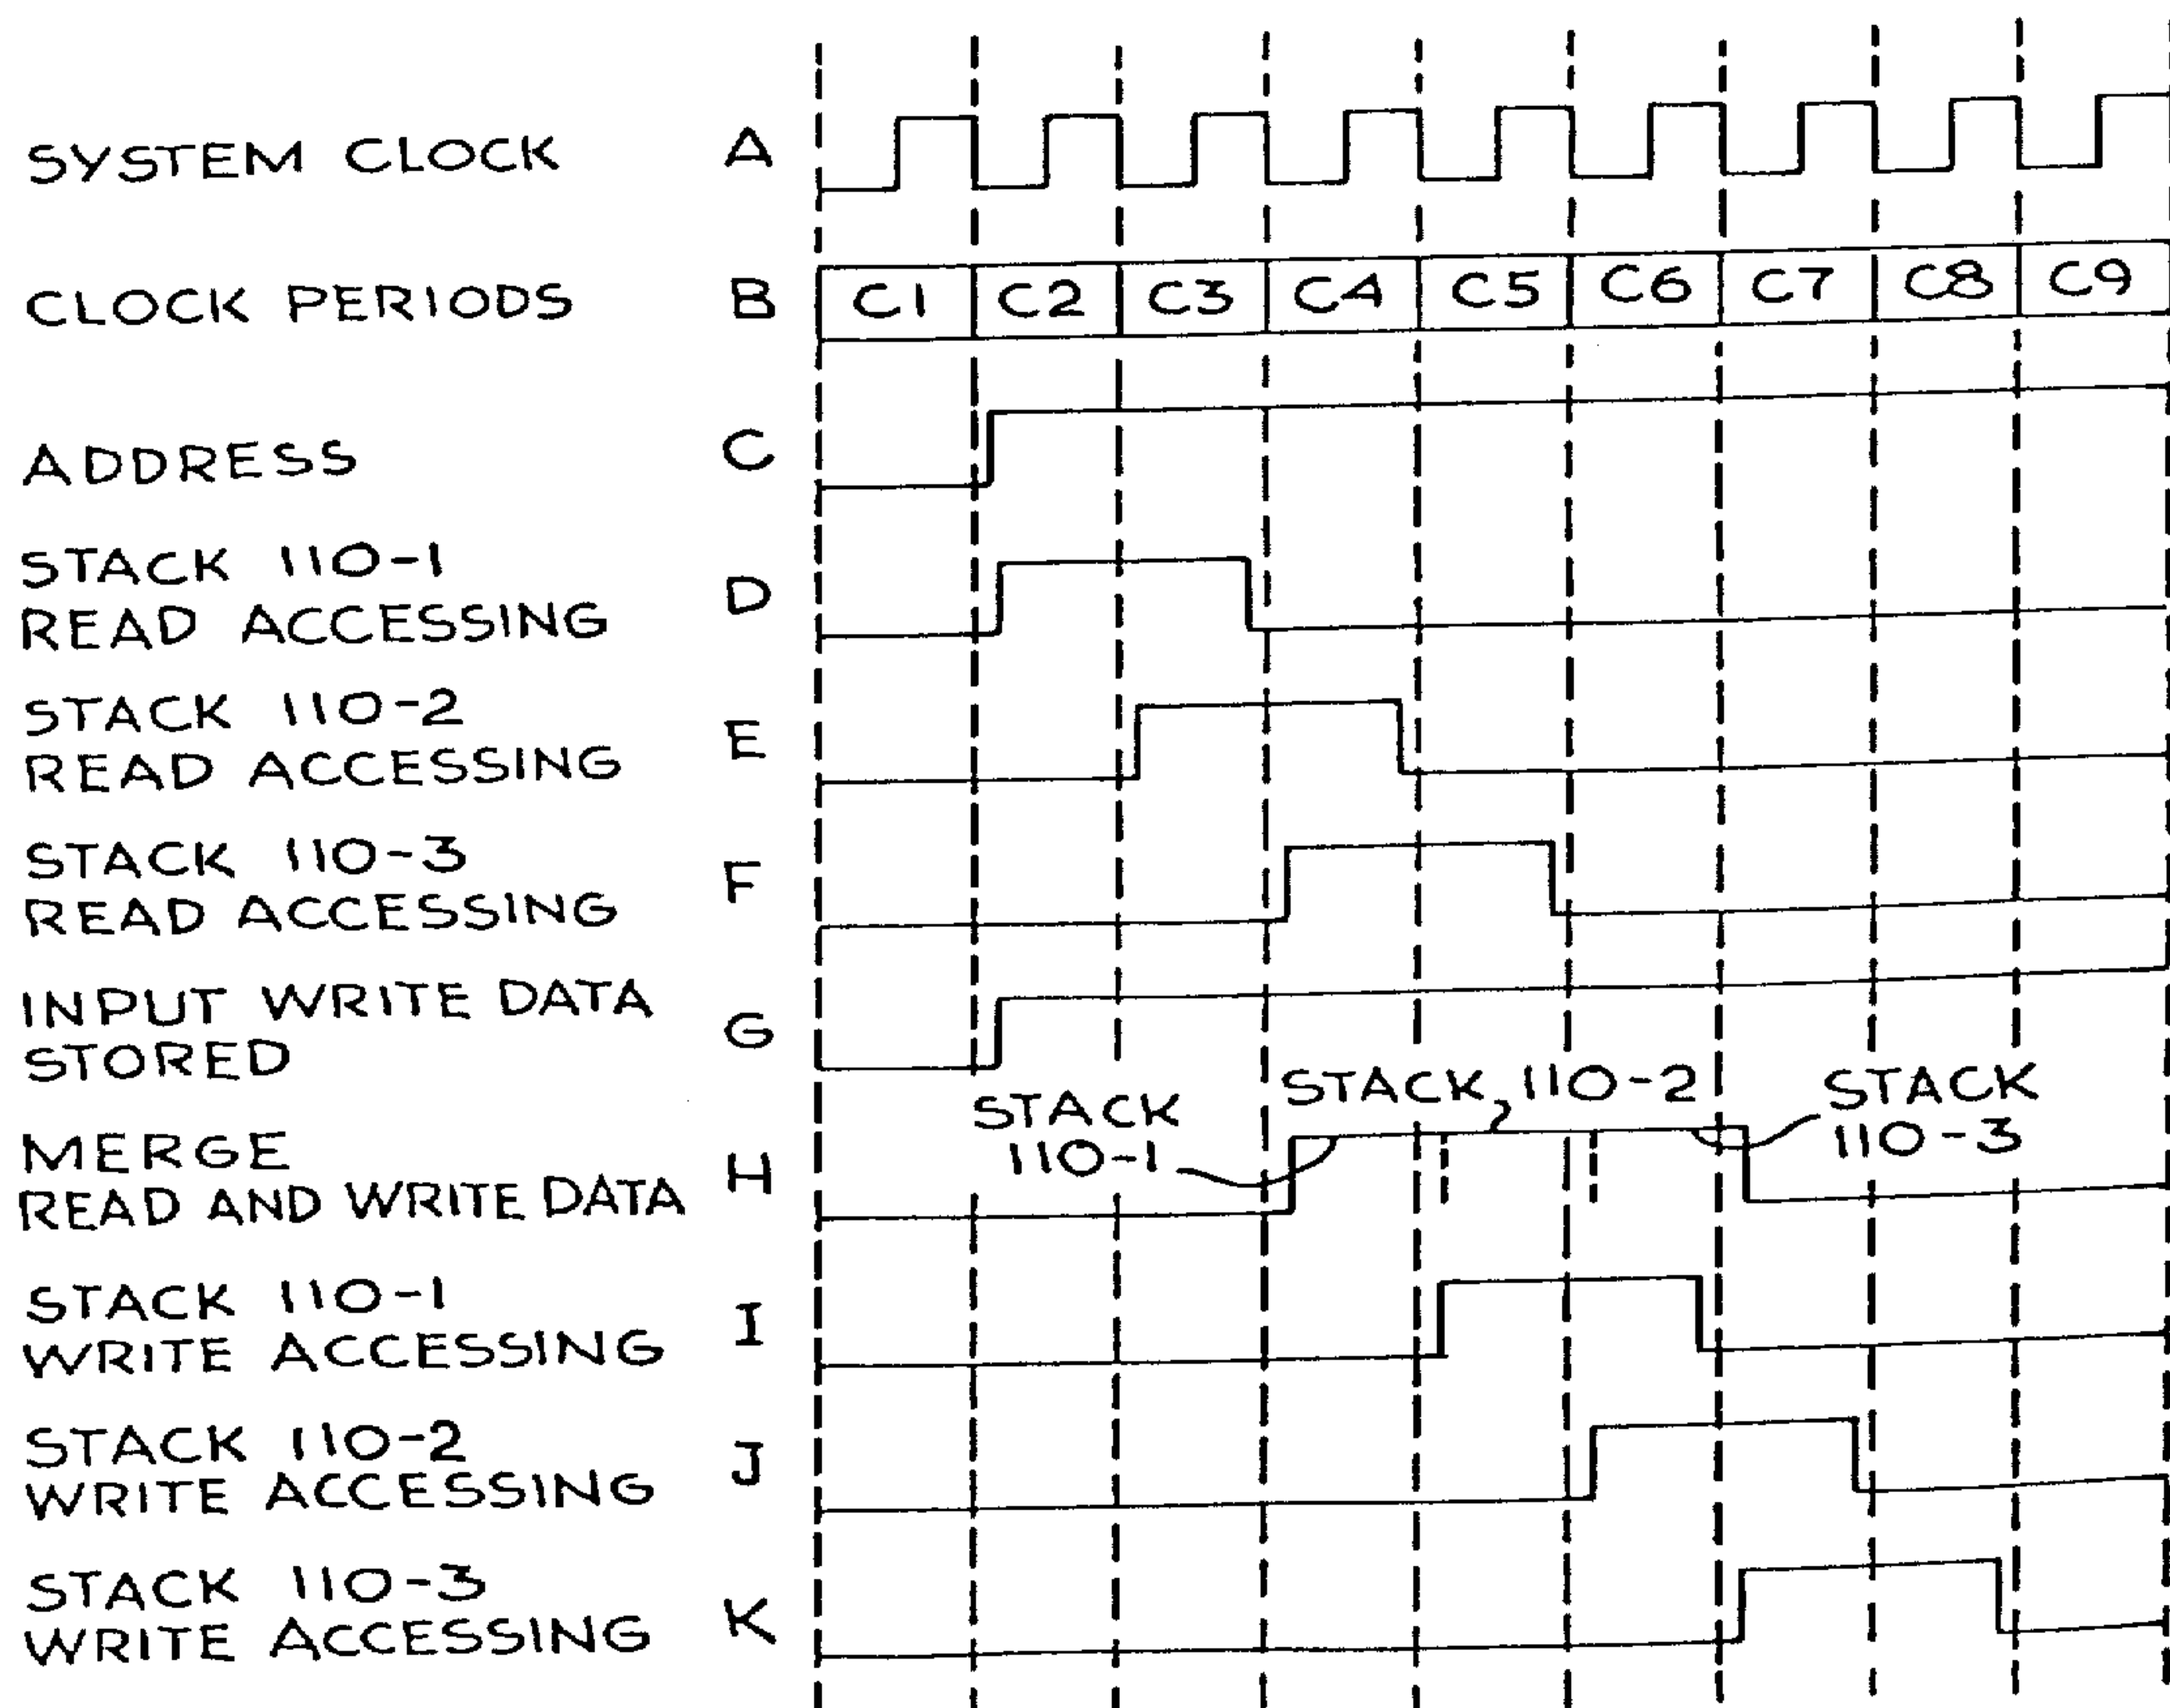 SYSTEM CLOCK A
CLOCK PERIODS B C1 C2 C3 C4 C5 C6 C7 C8 C9
ADDRESS C
STACK 110-1
READ ACCESSING D
STACK 110-2
READ ACCESSING E
STACK 110-3
READ ACCESSING F
INPUT WRITE DATA
STORED G
STACK
110-1
STACK 110-2
STACK
110-3
MERGE
READ AND WRITE DATA H
STACK 110-1
WRITE ACCESSING I
STACK 110-2
WRITE ACCESSING J
STACK 110-3
WRITE ACCESSING K